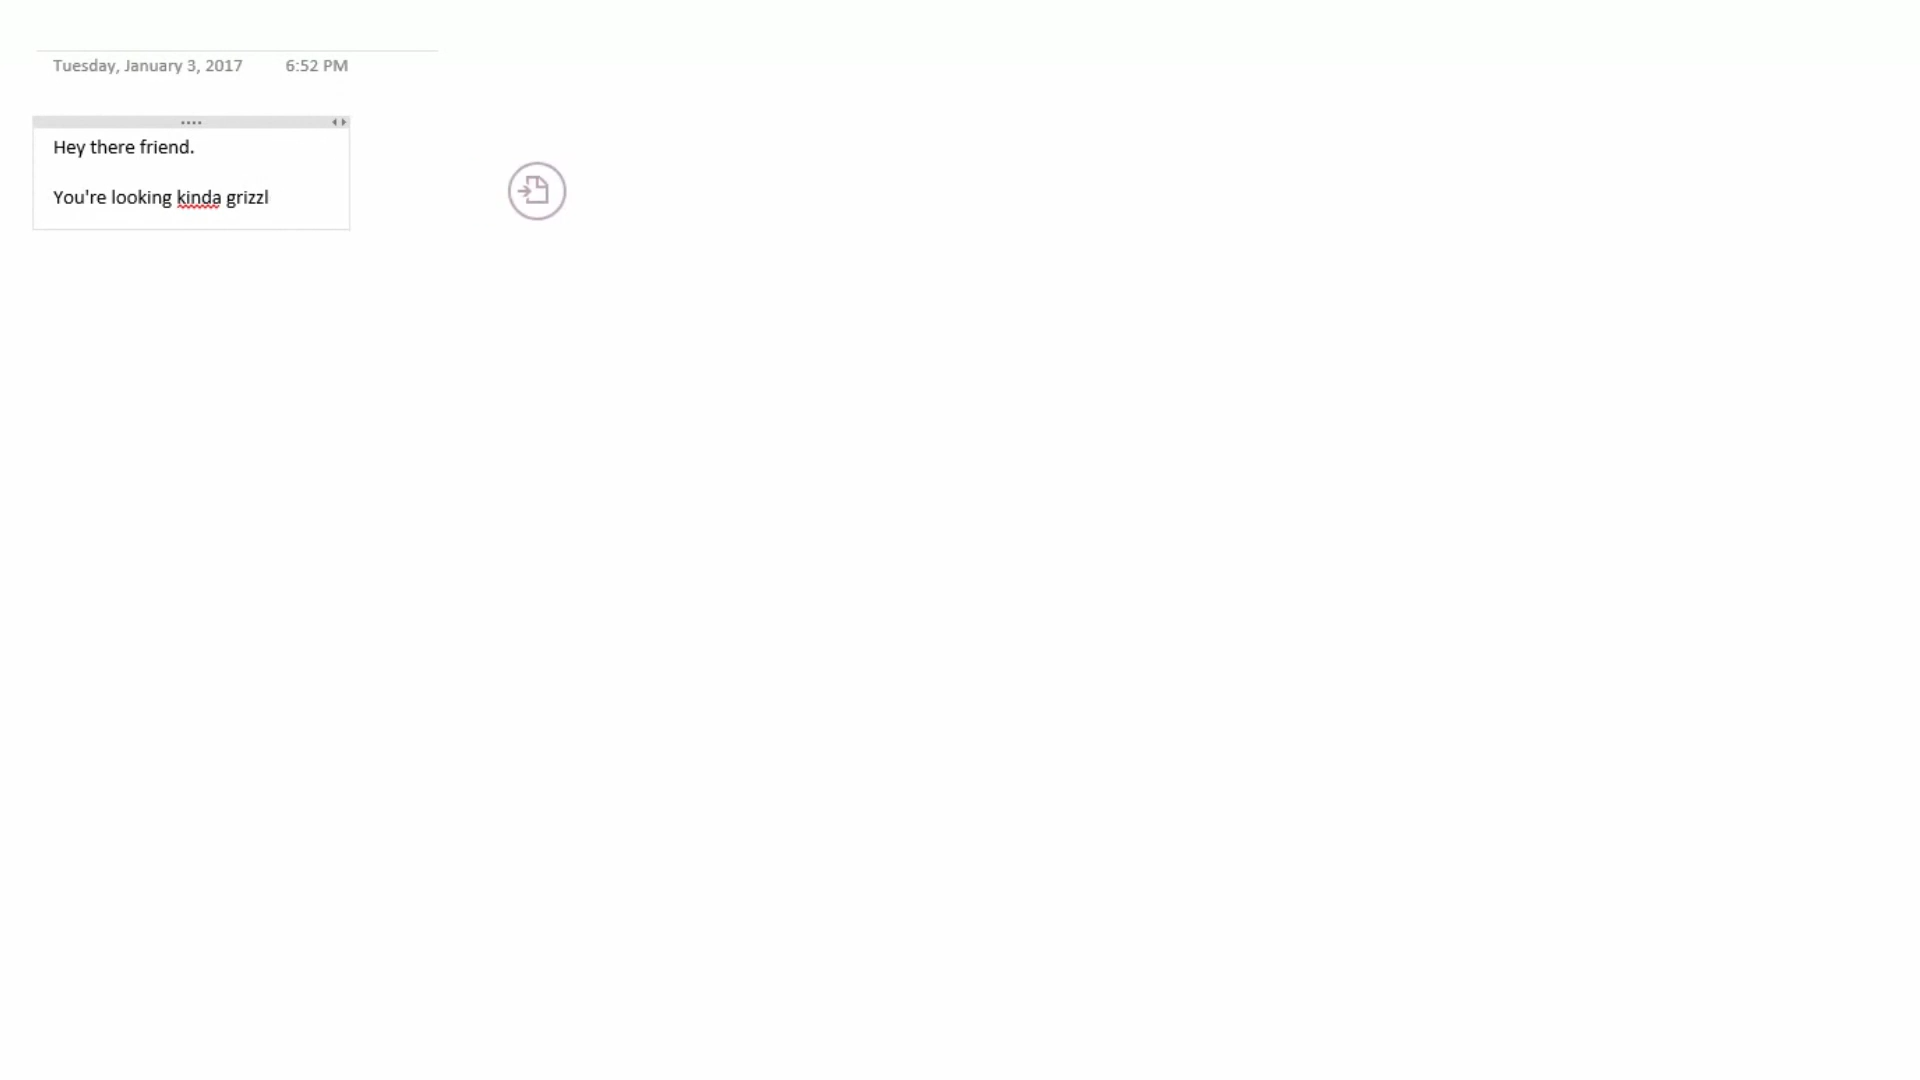 Tuesday, January 3, 2017 6:52 PM
Hey there friend.
You're looking kinda grizzl